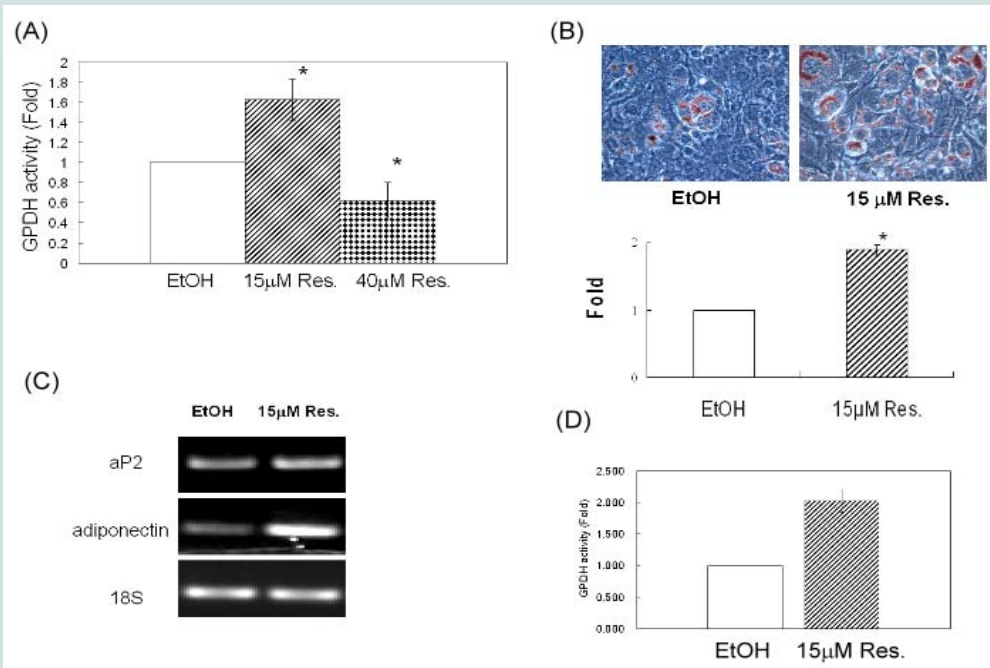 (A)
2
1.8
1.6
1.4
1.2
1
0.8
0.6
0.4
0.2
0
GPDH activity (Fold)
*
*
EtOH 15μM Res. 40μM Res.
(B)
EtOH 15 μM Res.
2
1
0
Fold
*
EtOH 15μM Res.
(C)
EtOH 15μM Res.
aP2
adiponectin
18S
(D)
2.500
2.000
1.500
1.000
0.500
0.000
GPDH activity (Fold)
EtOH 15μM Res.